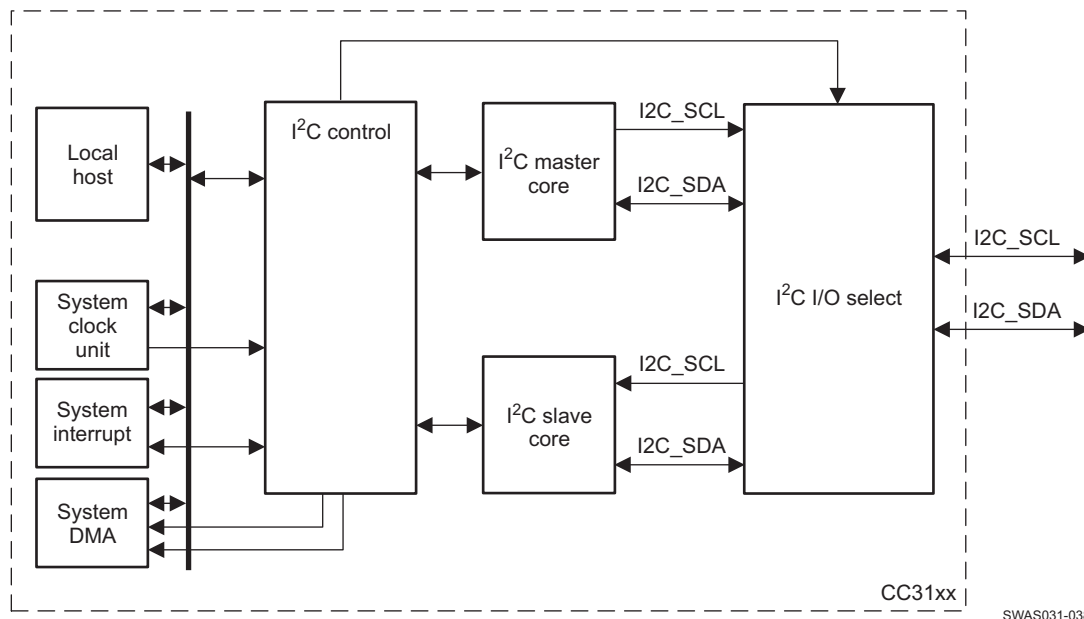 Local
host
System
clock
unit
System
interrupt
System
DMA
I²C control
I²C master
core
I²C slave
core
I2C_SCL
I2C_SDA
I2C_SCL
I2C_SDA
I²C I/O select
I2C_SCL
I2C_SDA
CC31xx